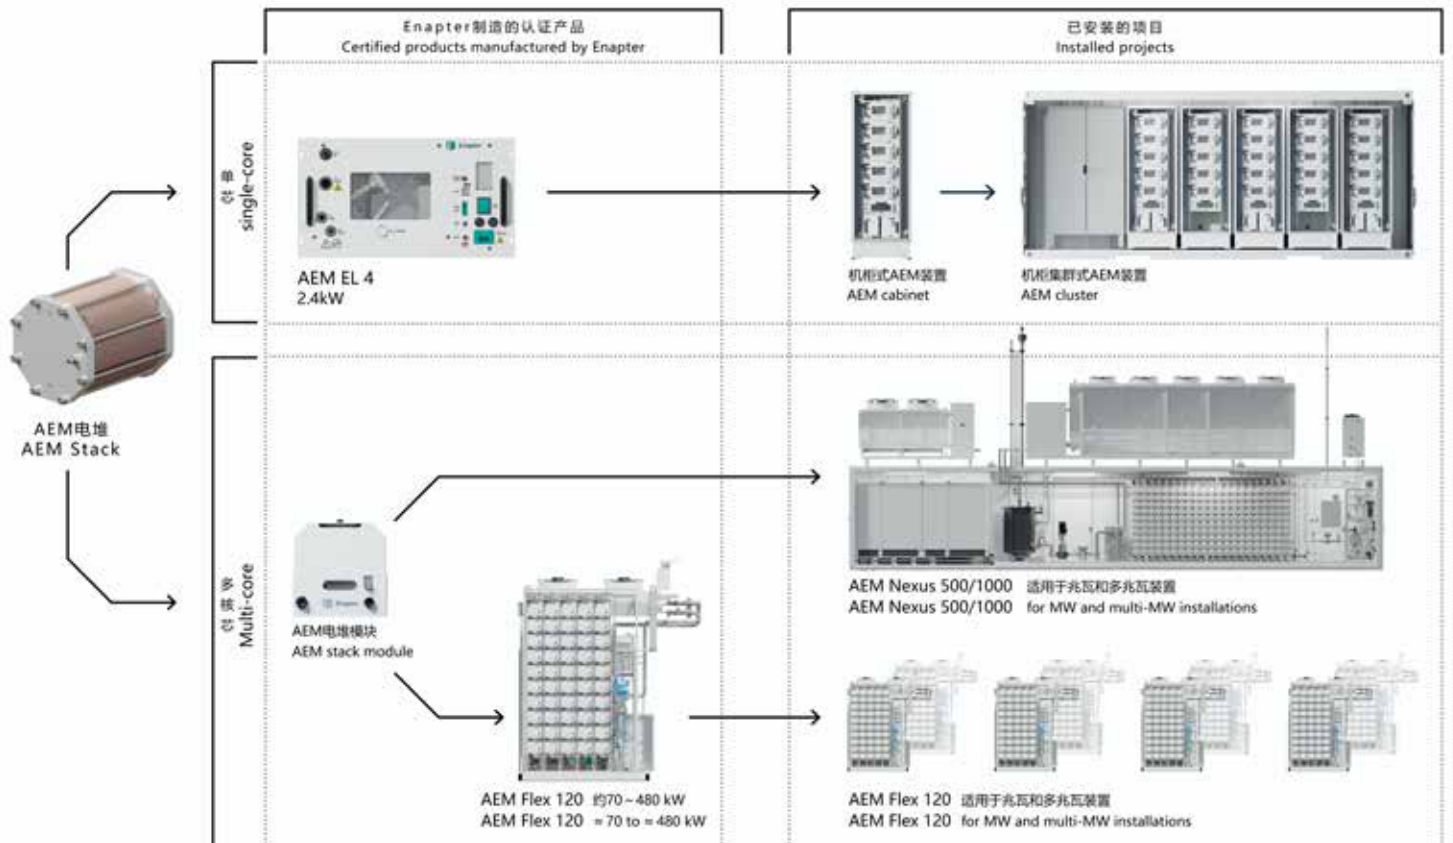 Enapter制造的认证产品
Certified products manufactured by Enapter
已安装的项目
Installed projects
单芯
single-core
Enapter
AEM EL 4
2.4kW
机柜式AEM装置
AEM cabinet
机柜集群式AEM装置
AEM cluster
AEM电堆
AEM Stack
多核芯
Multi-core
Enapter
AEM电堆模块
AEM stack module
AEM Flex 120 约70~480 kW
AEM Flex 120 ≈ 70 to ≈ 480 kW
AEM Nexus 500/1000 适用于兆瓦和多兆瓦装置
AEM Nexus 500/1000 for MW and multi-MW installations
AEM Flex 120 适用于兆瓦和多兆瓦装置
AEM Flex 120 for MW and multi-MW installations